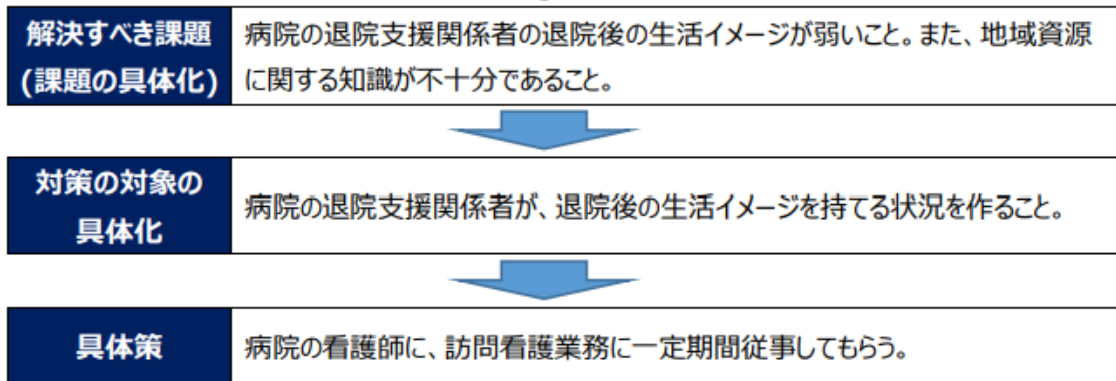 解決すべき課題
(課題の具体化)
病院の退院支援関係者の退院後の生活イメージが弱いこと。また、地域資源
に関する知識が不十分であること。
対策の対象の
具体化
病院の退院支援関係者が、退院後の生活イメージを持てる状況を作ること。
具体策
病院の看護師に、訪問看護業務に一定期間従事してもらう。